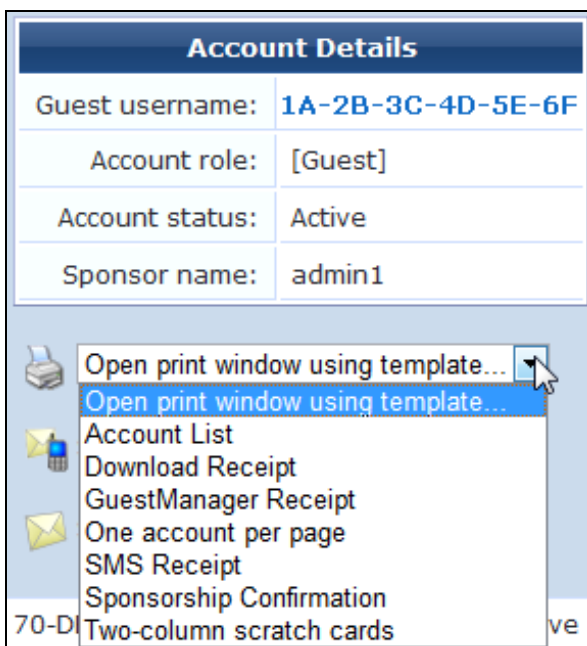 Account Details
Guest username: 1A-2B-3C-4D-5E-6F
Account role: [Guest]
Account status: Active
Sponsor name: admin1
Open print window using template...
Open print window using template...
Account List
Download Receipt
GuestManager Receipt
One account per page
SMS Receipt
Sponsorship Confirmation
Two-column scratch cards